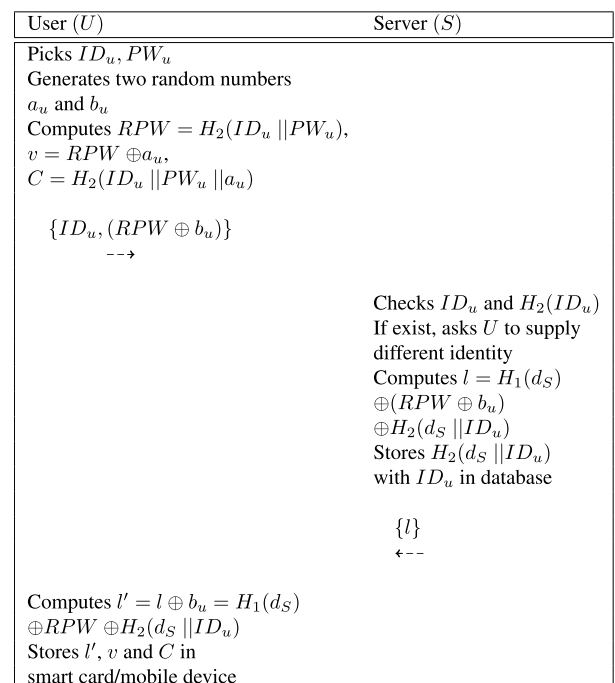 User (U) Server (S)
Picks ID_u, PW_u
Generates two random numbers
a_u and b_u
Computes RPW = H_2(ID_u ||PW_u),
v = RPW ⊕a_u,
C = H_2(ID_u ||PW_u ||a_u)
{ID_u, (RPW ⊕ b_u)}
Checks ID_u and H_2(ID_u)
If exist, asks U to supply
different identity
Computes l = H_1(d_S)
⊕(RPW ⊕ b_u)
⊕H_2(d_S ||ID_u)
Stores H_2(d_S ||ID_u)
with ID_u in database
{l}
Computes l′ = l ⊕ b_u = H_1(d_S)
⊕RPW ⊕H_2(d_S ||ID_u)
Stores l′, v and C in
smart card/mobile device